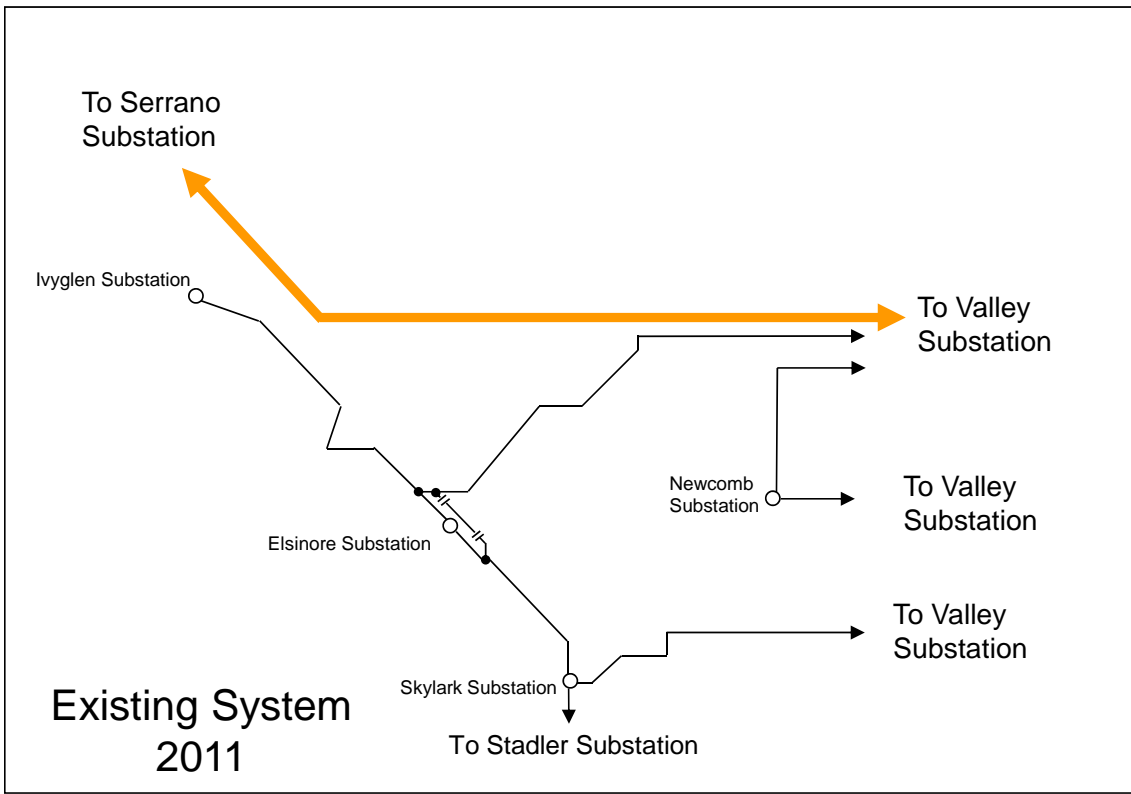 To Serrano
Substation
Ivyglen Substation
To Valley
Substation
Newcomb
Substation
To Valley
Substation
Elsinore Substation
To Valley
Substation
Skylark Substation
Existing System
2011
To Stadler Substation